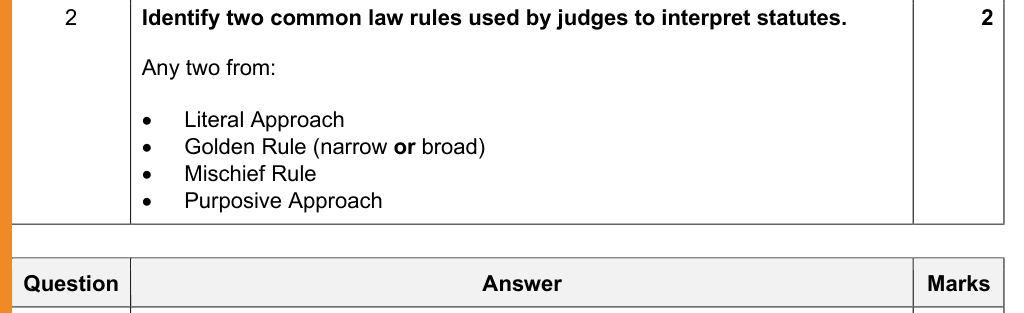 2 Identify two common law rules used by judges to interpret statutes. 2
Any two from:
• Literal Approach
• Golden Rule (narrow or broad)
• Mischief Rule
• Purposive Approach
Question Answer Marks